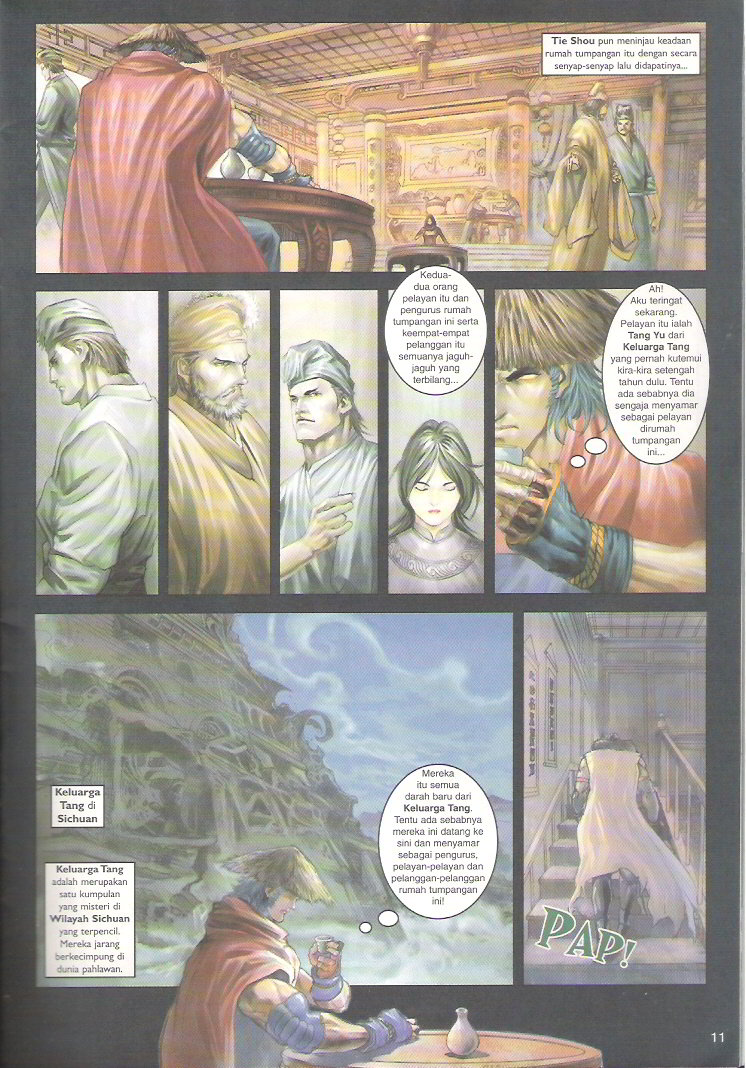 Tie Shou pun meninjau keadaan
rumah tumpangan itu dengan secara
senyap-senyap lalu didapatinya...
Kedua-
dua orang
pelayan itu dan
pengurus rumah
tumpangan ini serta
keempat-empat
pelanggan itu
semuanya jaguh-
jaguh yang
terbilang...
Ah!
Aku teringat
sekarang.
Pelayan itu ialah
Tang Yu dari
Keluarga Tang
yang pernah kutemui
kira-kira setengah
tahun dulu. Tentu
ada sebabnya dia
sengaja menyamar
sebagai pelayan
dirumah
tumpangan
ini...
Keluarga
Tang di
Sichuan
Keluarga Tang
adalah merupakan
satu kumpulan
yang misteri di
Wilayah Sichuan
yang terpencil.
Mereka jarang
berkecimpung di
dunia pahlawan.
Mereka
itu semua
darah baru dari
Keluarga Tang.
Tentu ada sebabnya
mereka ini datang ke
sini dan menyamar
sebagai pengurus,
pelayan-pelayan dan
pelanggan-pelanggan
rumah tumpangan
ini!
PAP!
11